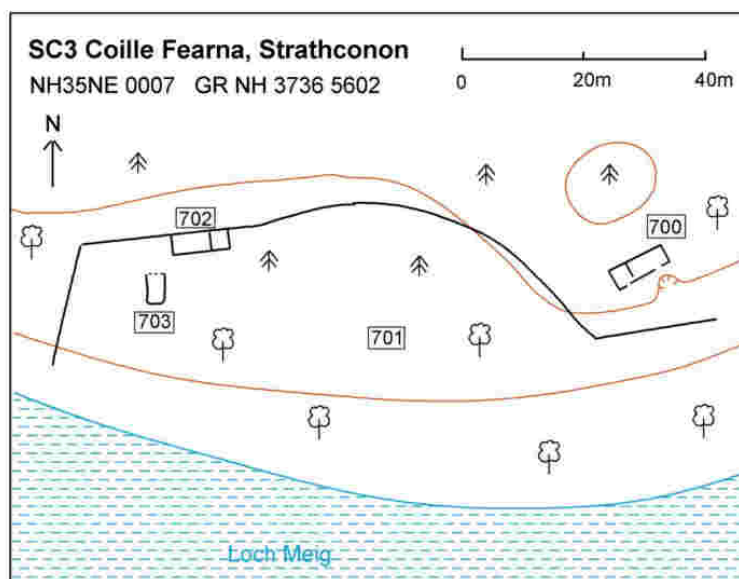 SC3 Coille Fearna, Strathconon
NH35NE 0007 GR NH 3736 5602
0 20m 40m
N
702
700
703
701
Loch Meig